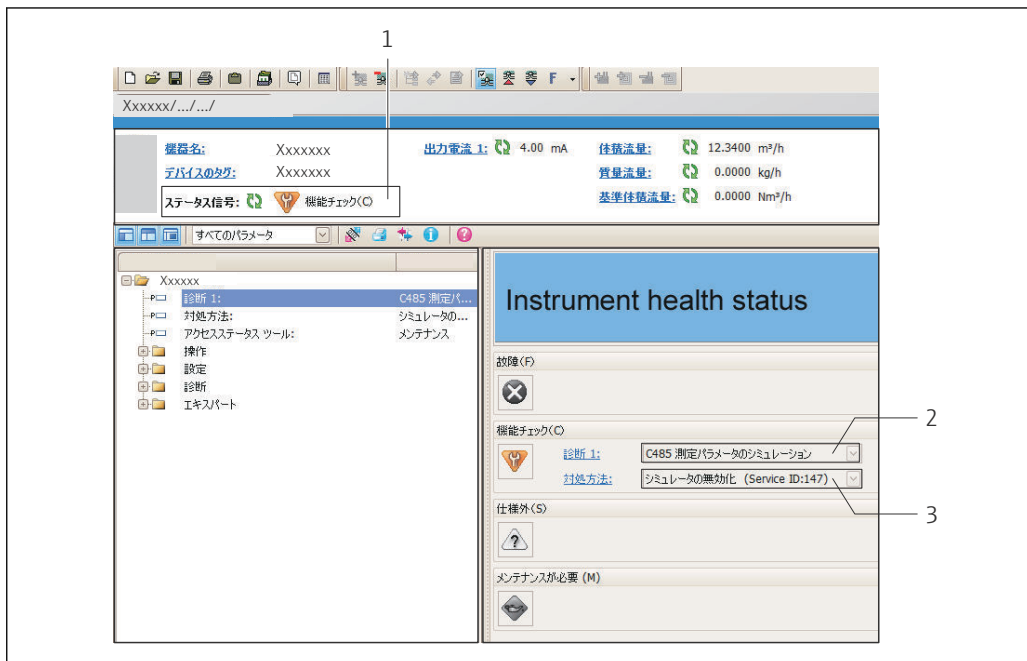 1
F
Xxxxxx/.../.../
機器名: Xxxxxxx 出力電流 1: 4.00 mA 体積流量: 12.3400 m³/h
デバイスのタグ: Xxxxxxx 質量流量: 0.0000 kg/h
ステータス信号: 機能チェック(C) 基準体積流量: 0.0000 Nm³/h
すべてのパラメータ
Xxxxxx
診断 1: C485 測定パ...
対処方法: シミュレータの...
アクセスステータス ツール: メンテナンス
操作
設定
診断
エキスパート
Instrument health status
故障(F)
機能チェック(C)
診断 1: C485 測定パラメータのシミュレーション
2
対処方法: シミュレータの無効化 (Service ID:147)
3
仕様外(S)
メンテナンスが必要 (M)